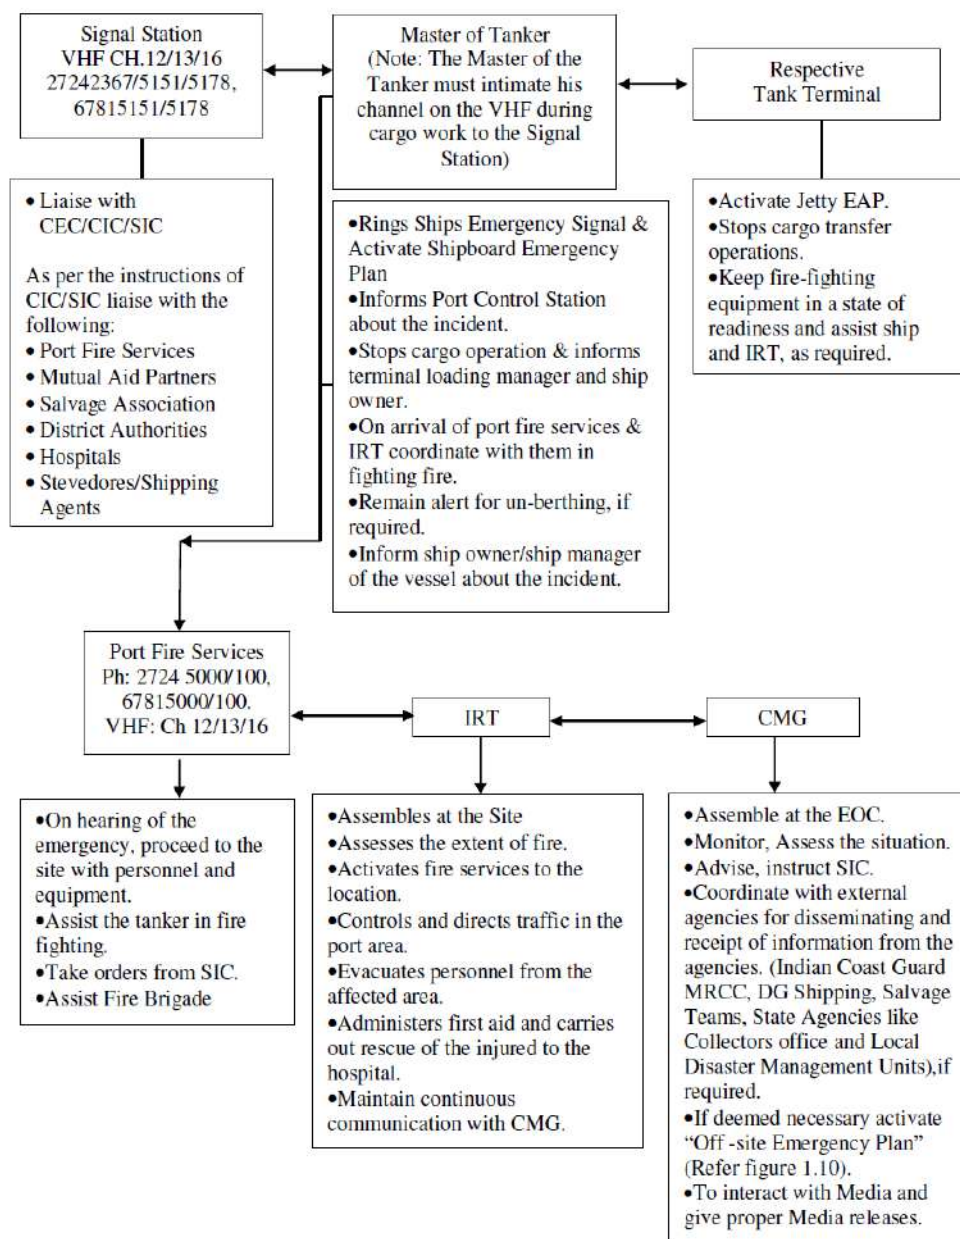 Signal Station
VHF CH.12/13/16
27242367/5151/5178,
67815151/5178
Master of Tanker
(Note: The Master of the
Tanker must intimate his
channel on the VHF during
cargo work to the Signal
Station)
Respective
Tank Terminal
• Liaise with
CEC/CIC/SIC
As per the instructions of
CIC/SIC liaise with the
following:
• Port Fire Services
• Mutual Aid Partners
• Salvage Association
• District Authorities
• Hospitals
• Stevedores/Shipping
Agents
•Rings Ships Emergency Signal &
Activate Shipboard Emergency
Plan
•Informs Port Control Station
about the incident.
•Stops cargo operation & informs
terminal loading manager and ship
owner.
•On arrival of port fire services &
IRT coordinate with them in
fighting fire.
•Remain alert for un-berthing, if
required.
•Inform ship owner/ship manager
of the vessel about the incident.
•Activate Jetty EAP.
•Stops cargo transfer
operations.
•Keep fire-fighting
equipment in a state of
readiness and assist ship
and IRT, as required.
Port Fire Services
Ph: 2724 5000/100,
67815000/100.
VHF: Ch 12/13/16
IRT
CMG
•On hearing of the
emergency, proceed to the
site with personnel and
equipment.
•Assist the tanker in fire
fighting.
•Take orders from SIC.
•Assist Fire Brigade
•Assembles at the Site
•Assesses the extent of fire.
•Activates fire services to the
location.
•Controls and directs traffic in the
port area.
•Evacuates personnel from the
affected area.
•Administers first aid and carries
out rescue of the injured to the
hospital.
•Maintain continuous
communication with CMG.
•Assemble at the EOC.
•Monitor, Assess the situation.
•Advise, instruct SIC.
•Coordinate with external
agencies for disseminating and
receipt of information from the
agencies. (Indian Coast Guard
MRCC, DG Shipping, Salvage
Teams, State Agencies like
Collectors office and Local
Disaster Management Units),if
required.
•If deemed necessary activate
“Off -site Emergency Plan”
(Refer figure 1.10).
•To interact with Media and
give proper Media releases.